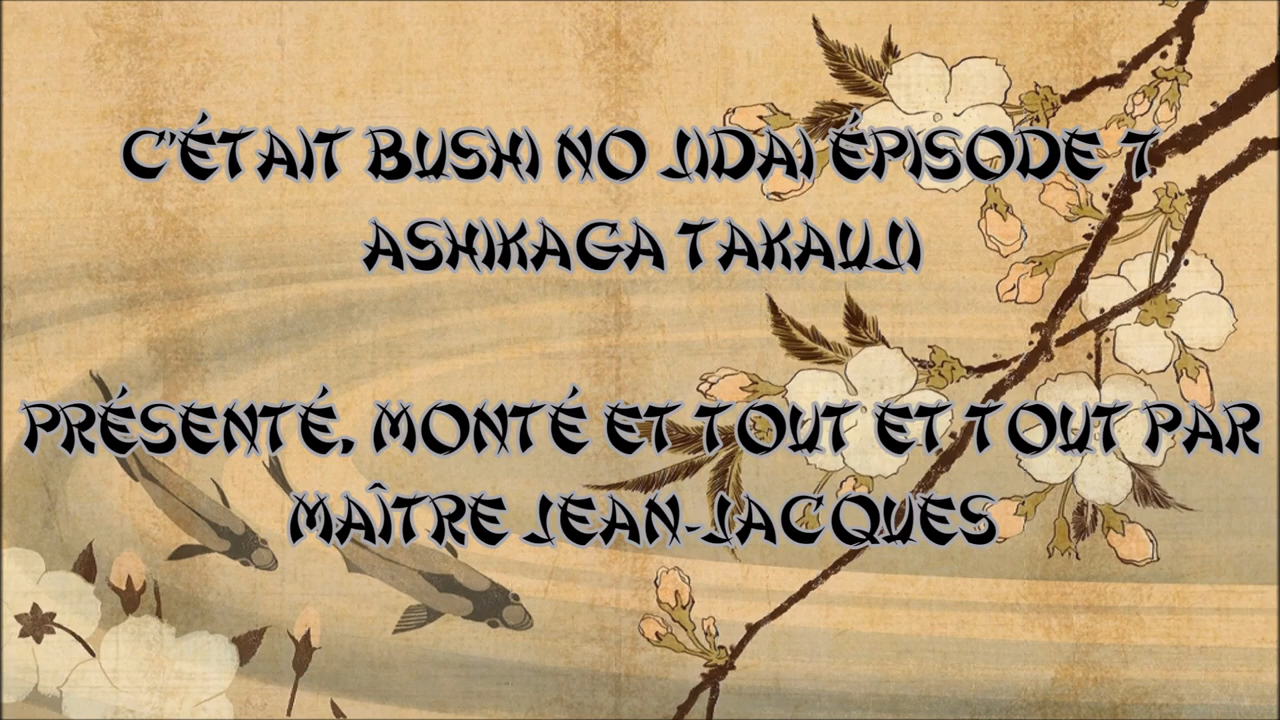 C'ÉTAIT BUSHI NO JIDAI ÉPISODE 7
ASHIKAGA TAKAUJI
PRÉSENTÉ, MONTÉ ET TOUT ET TOUT PAR
MAÎTRE JEAN-JACQUES